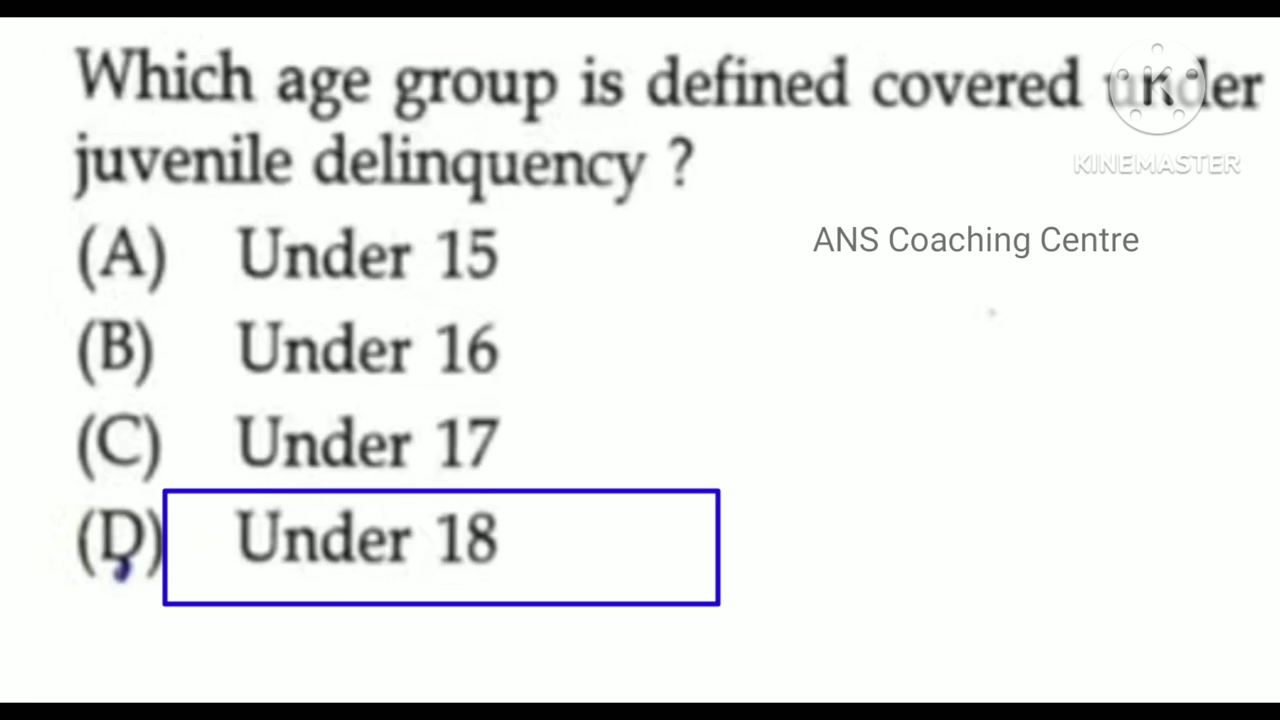 Which age group is defined covered under
juvenile delinquency ?
K
KINEMASTER
ANS Coaching Centre
(A) Under 15
(B) Under 16
(C) Under 17
(D) Under 18